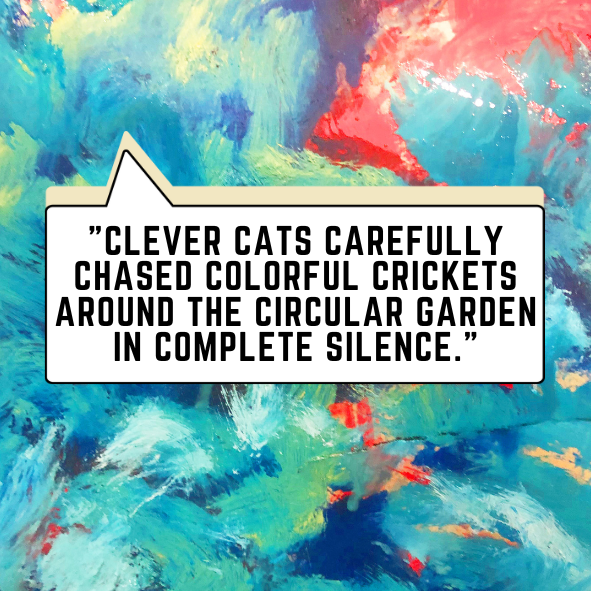 "CLEVER CATS CAREFULLY
CHASED COLORFUL CRICKETS
AROUND THE CIRCULAR GARDEN
IN COMPLETE SILENCE."